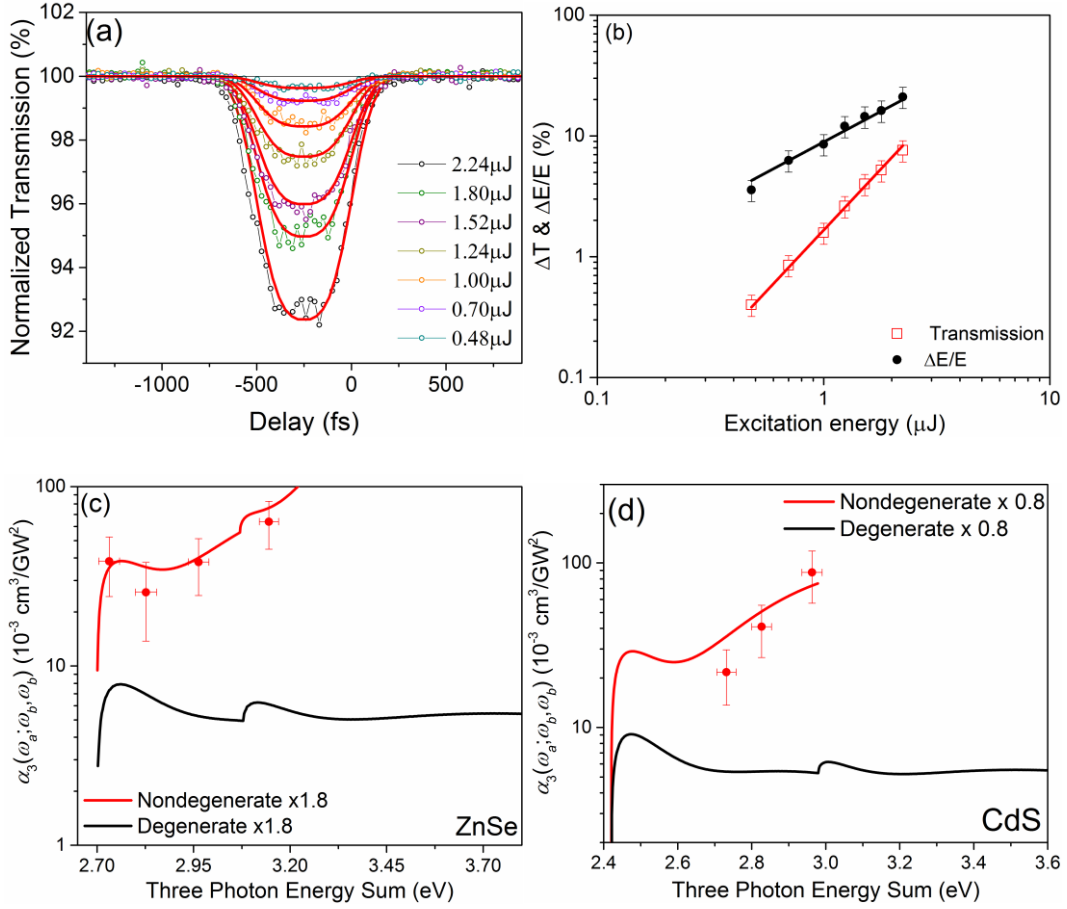 (a)
Normalized Transmission (%)
102
100
98
96
94
92
2.24μJ
1.80μJ
1.52μJ
1.24μJ
1.00μJ
0.70μJ
0.48μJ
-1000
-500
0
500
Delay (fs)
(b)
ΔT & ΔE/E (%)
100
10
1
0.1
Transmission
ΔE/E
0.1
1
10
Excitation energy (μJ)
(c)
α3(ωa;ωb,ωb) (10-3 cm3/GW2)
100
10
1
Nondegenerate x1.8
Degenerate x1.8
ZnSe
2.70
2.95
3.20
3.45
3.70
Three Photon Energy Sum (eV)
(d)
α3(ωa;ωb,ωb) (10-3 cm3/GW2)
100
10
Nondegenerate x 0.8
Degenerate x 0.8
CdS
2.4
2.6
2.8
3.0
3.2
3.4
3.6
Three Photon Energy Sum (eV)